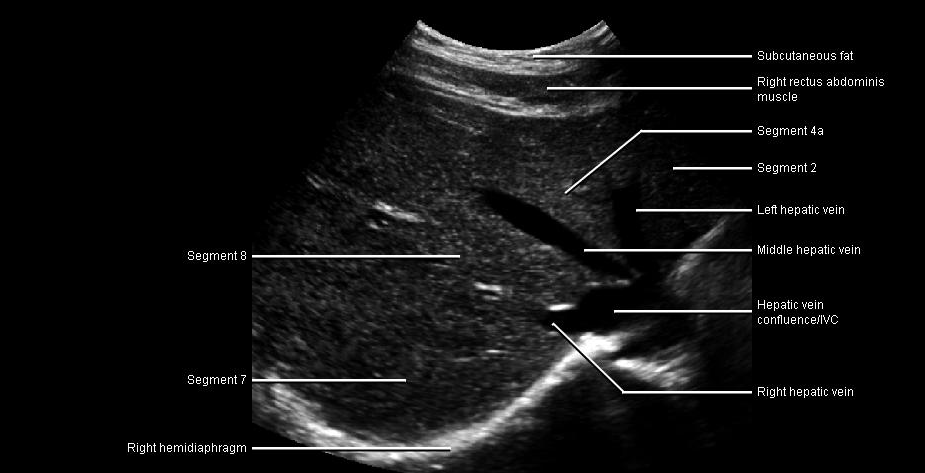 Subcutaneous fat
Right rectus abdominis
muscle
Segment 4a
Segment 2
Left hepatic vein
Segment 8
Middle hepatic vein
Hepatic vein
confluence/IVC
Segment 7
Right hepatic vein
Right hemidiaphragm